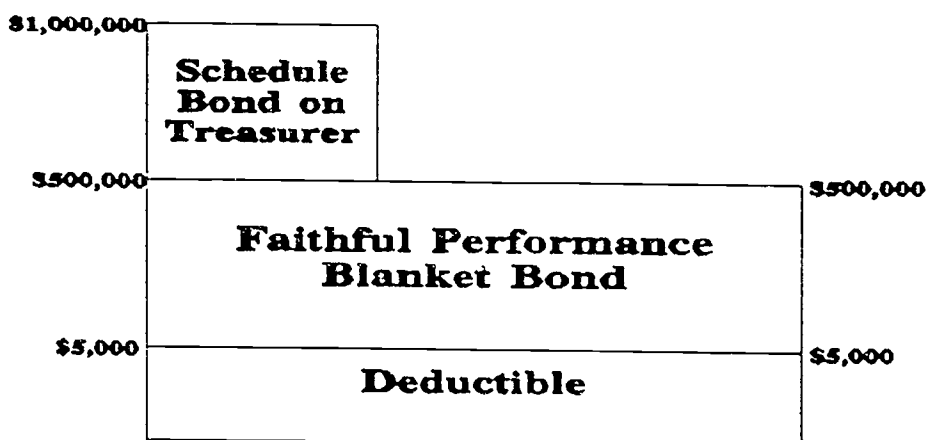 $1,000,000
Schedule
Bond on
Treasurer
$500,000
$500,000
Faithful Performance
Blanket Bond
$5,000
$5,000
Deductible